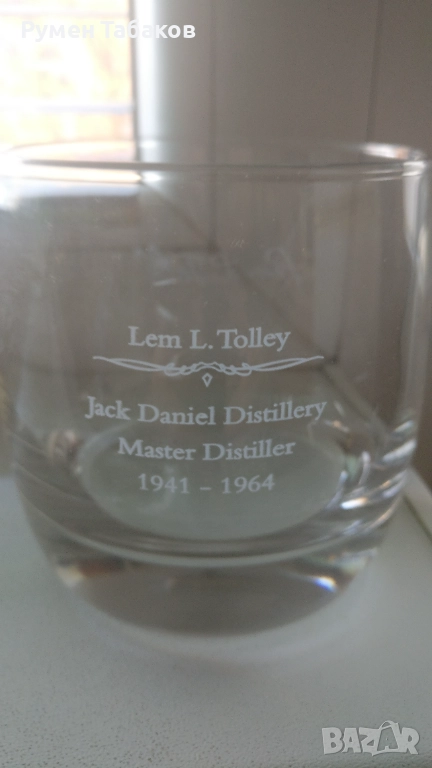 Румен Табаков
Lem L. Tolley
Jack Daniel Distillery
Master Distiller
1941 - 1964
BAZAR